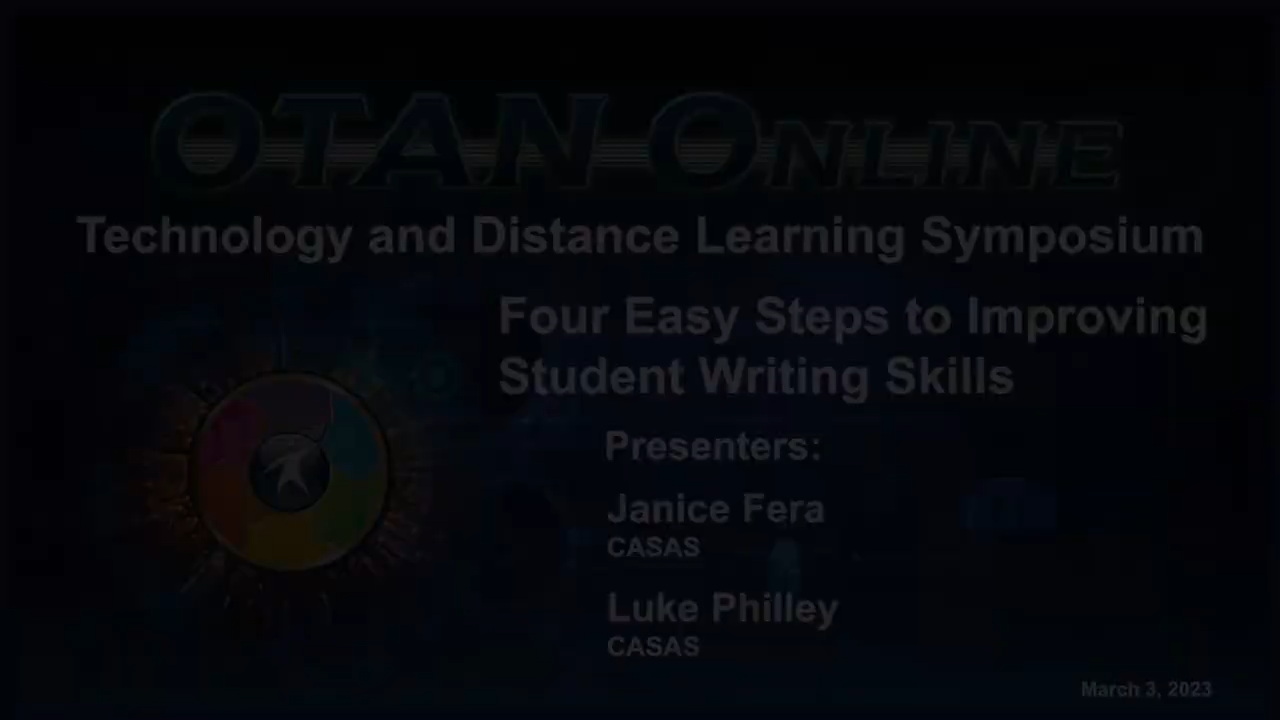 OTAN ONLINE
Technology and Distance Learning Symposium
Four Easy Steps to Improving
Student Writing Skills
Presenters:
Janice Fera
CASAS
Luke Philley
CASAS
March 3, 2023